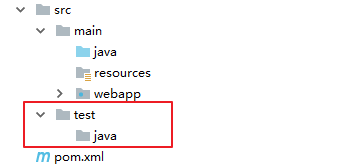 src
main
java
resources
webapp
test
java
pom.xml